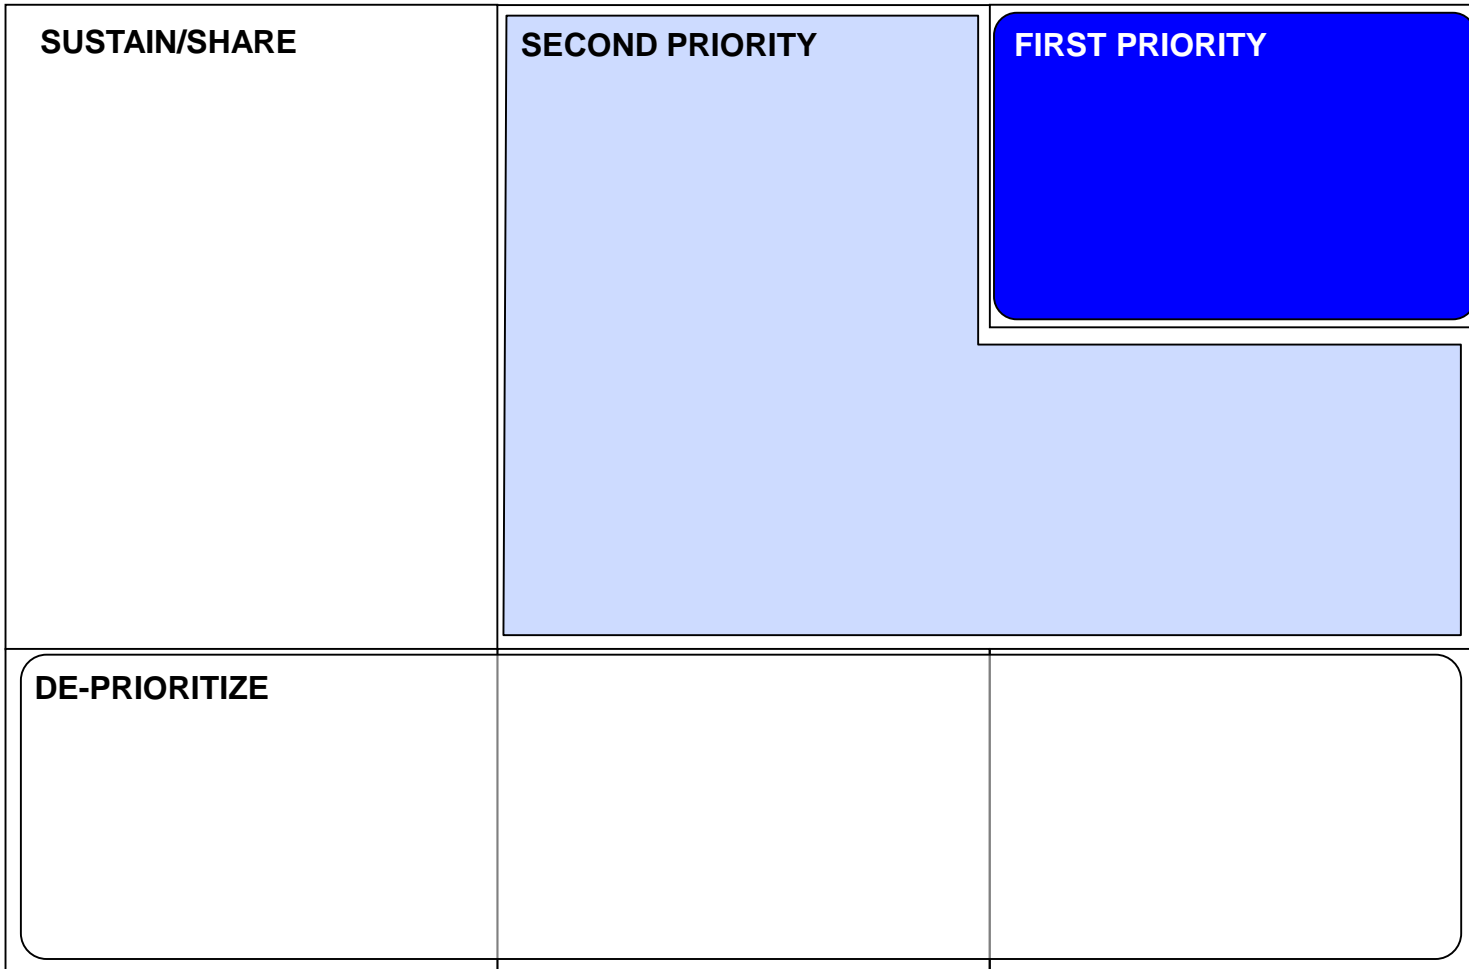 SUSTAIN/SHARE
SECOND PRIORITY
FIRST PRIORITY
DE-PRIORITIZE